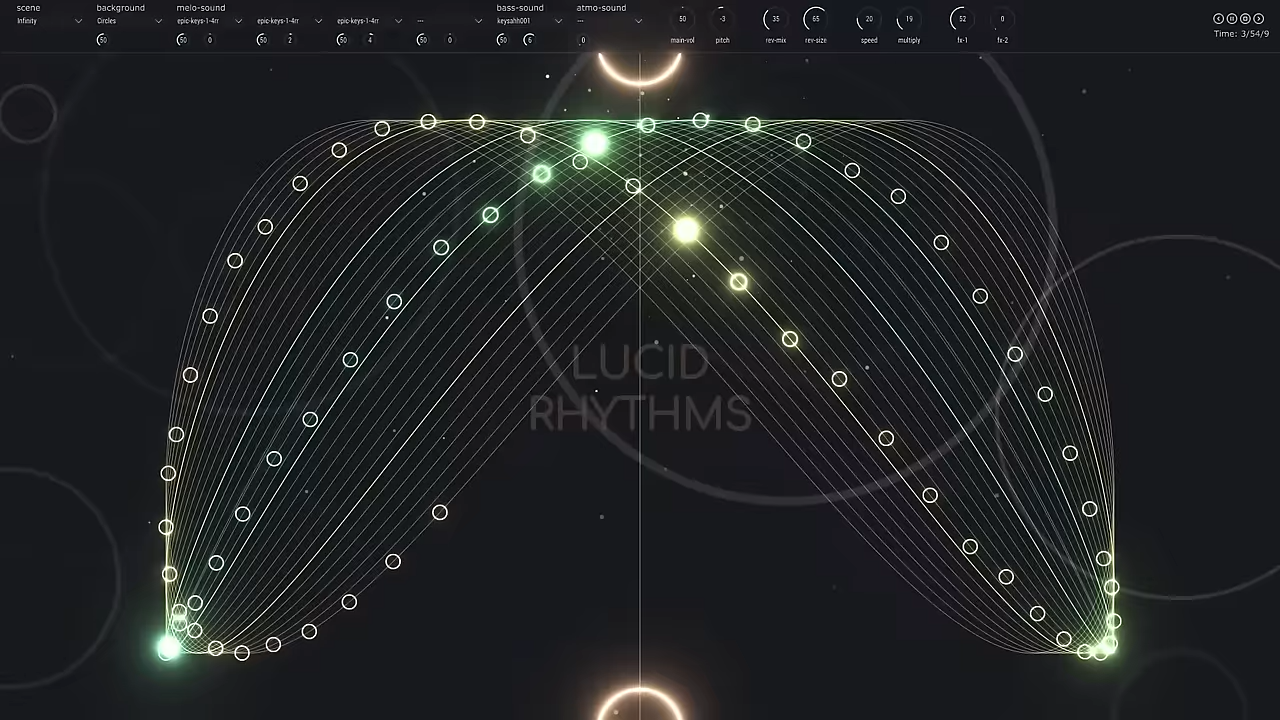 scene background melo-sound bass-sound atmo-sound
Infinity Circles epic-keys-1-4rr epic-keys-1-4rr epic-keys-1-4rr --- keysahh001 ---
50 -3 35 65 20 19 52 0
50 50 0 50 2 50 4 50 0 50 6 0
main-vol pitch rev-mix rev-size speed multiply fx-1 fx-2
Time: 3/54/9
LUCID
RHYTHMS